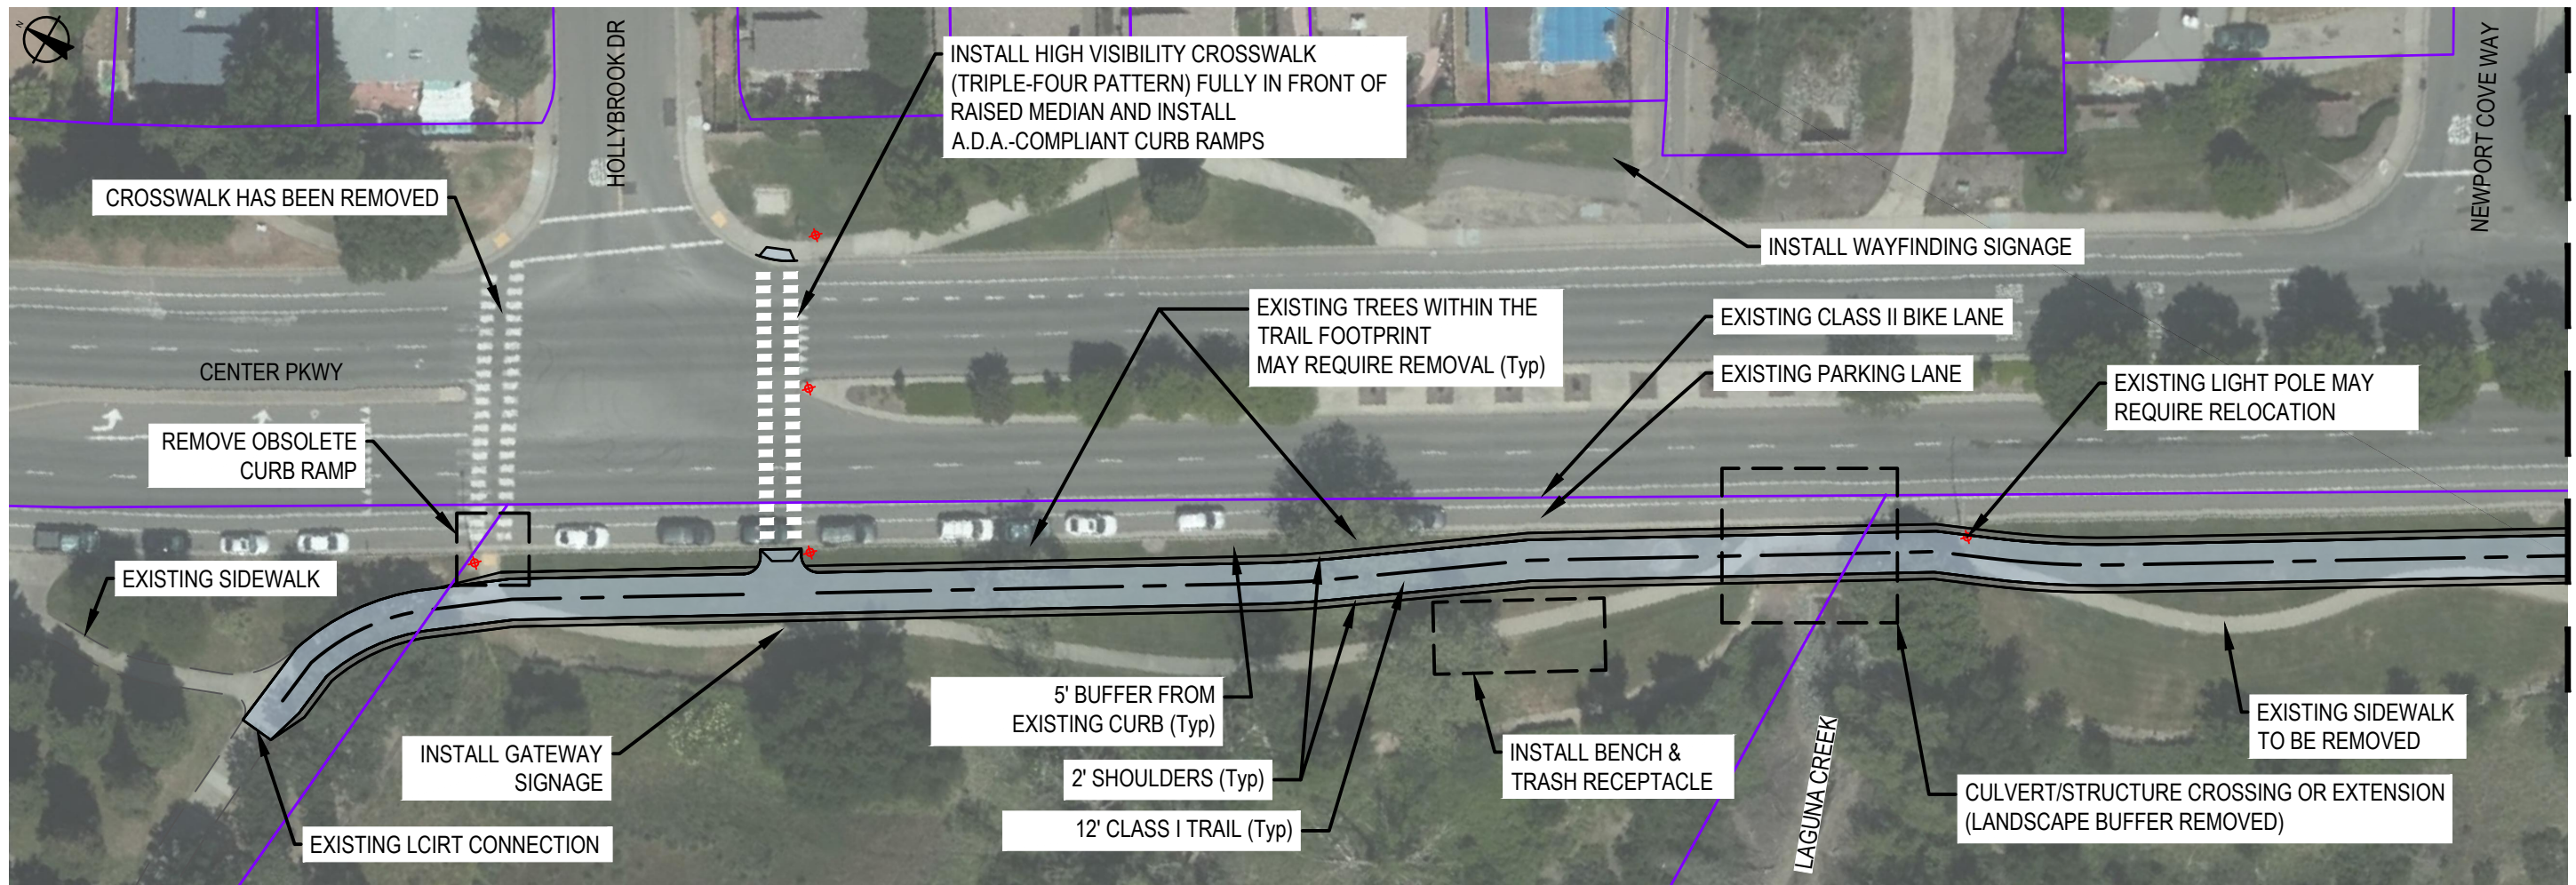 N
HOLLYBROOK DR
INSTALL HIGH VISIBILITY CROSSWALK
(TRIPLE-FOUR PATTERN) FULLY IN FRONT OF
RAISED MEDIAN AND INSTALL
A.D.A.-COMPLIANT CURB RAMPS
NEWPORT COVE WAY
CROSSWALK HAS BEEN REMOVED
INSTALL WAYFINDING SIGNAGE
EXISTING TREES WITHIN THE
TRAIL FOOTPRINT
MAY REQUIRE REMOVAL (Typ)
EXISTING CLASS II BIKE LANE
EXISTING PARKING LANE
CENTER PKWY
EXISTING LIGHT POLE MAY
REQUIRE RELOCATION
REMOVE OBSOLETE
CURB RAMP
EXISTING SIDEWALK
5' BUFFER FROM
EXISTING CURB (Typ)
INSTALL GATEWAY
SIGNAGE
2' SHOULDERS (Typ)
INSTALL BENCH &
TRASH RECEPTACLE
LAGUNA CREEK
EXISTING SIDEWALK
TO BE REMOVED
12' CLASS I TRAIL (Typ)
CULVERT/STRUCTURE CROSSING OR EXTENSION
(LANDSCAPE BUFFER REMOVED)
EXISTING LCIRT CONNECTION